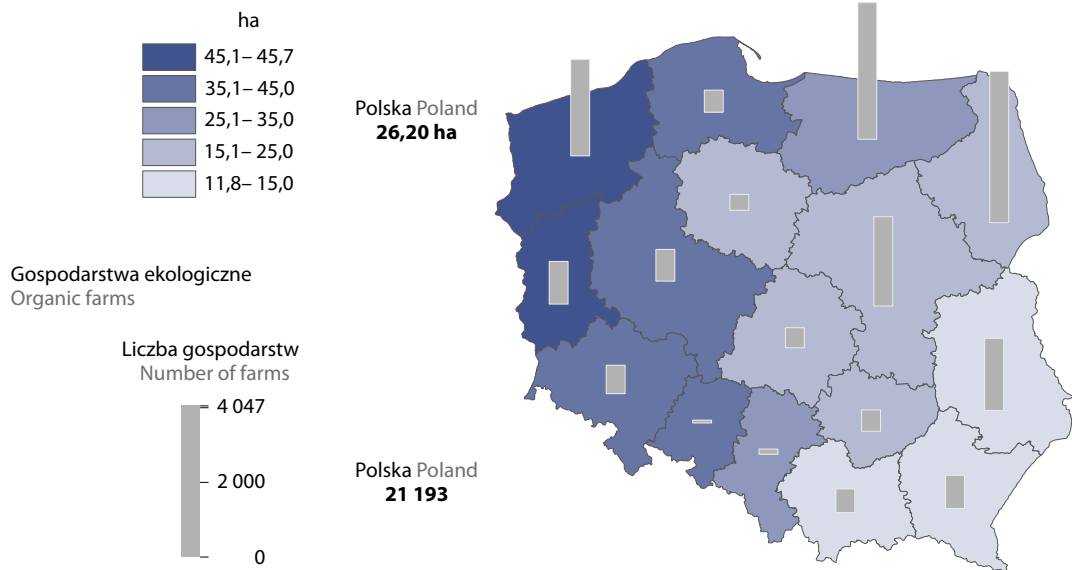 ha
45,1– 45,7
35,1– 45,0
25,1– 35,0
15,1– 25,0
11,8– 15,0
Polska Poland
26,20 ha
Gospodarstwa ekologiczne
Organic farms
Liczba gospodarstw
Number of farms
4 047
2 000
0
Polska Poland
21 193